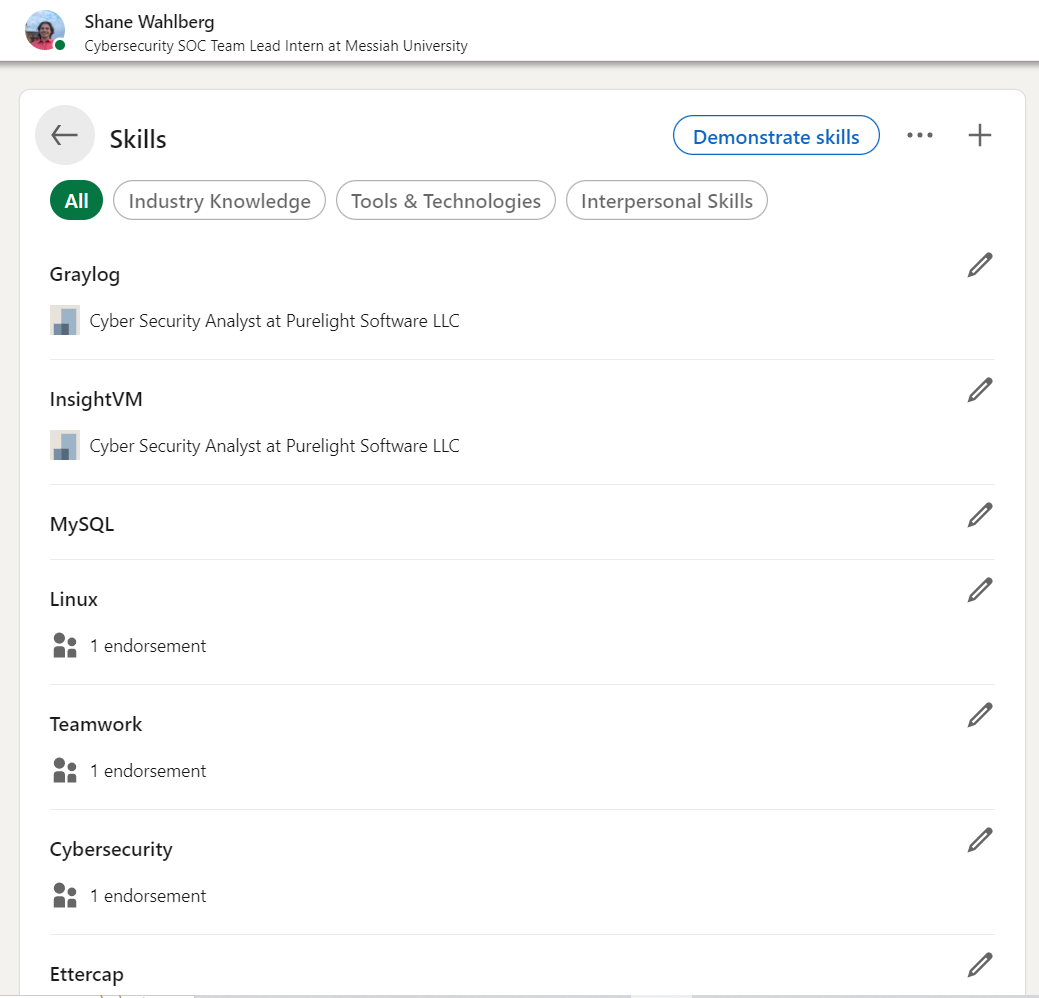 Shane Wahlberg
Cybersecurity SOC Team Lead Intern at Messiah University
Skills
Demonstrate skills
All
Industry Knowledge
Tools & Technologies
Interpersonal Skills
Graylog
Cyber Security Analyst at Purelight Software LLC
InsightVM
Cyber Security Analyst at Purelight Software LLC
MySQL
Linux
1 endorsement
Teamwork
1 endorsement
Cybersecurity
1 endorsement
Ettercap